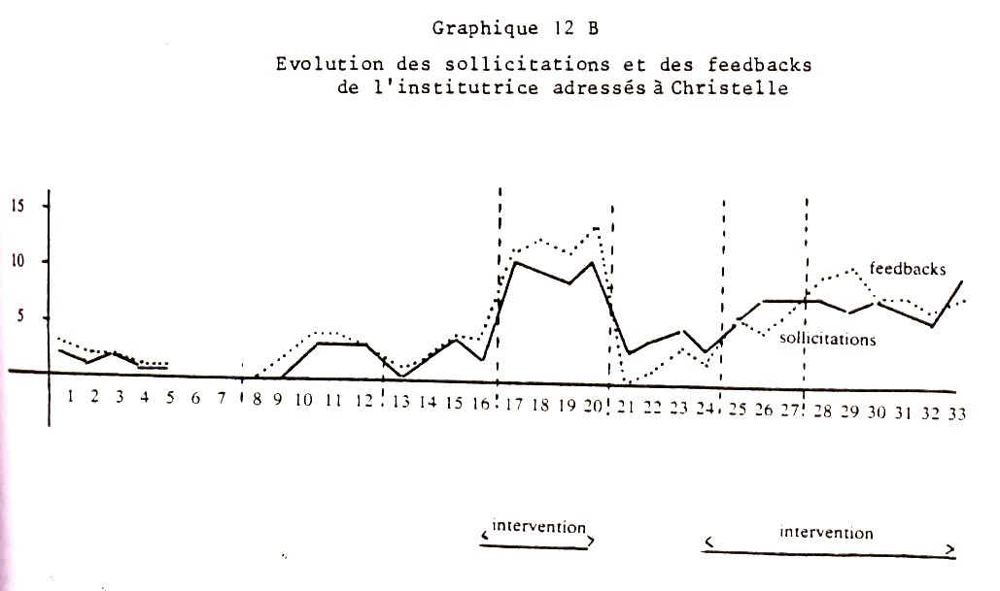 Graphique 12 B
Evolution des sollicitations et des feedbacks
de l'institutrice adressés à Christelle
15
10
5
feedbacks
sollicitations
1 2 3 4 5 6 7 8 9 10 11 12 13 14 15 16 17 18 19 20 21 22 23 24 25 26 27 28 29 30 31 32 33
intervention
intervention